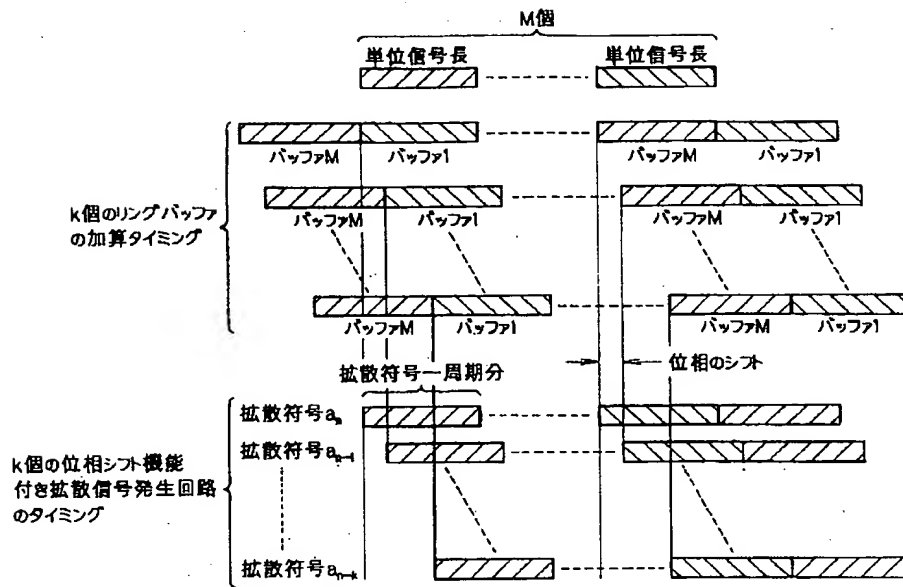 M個
単位信号長 単位信号長
バッファM バッファ1 バッファM バッファ1
バッファM バッファ1 バッファM バッファ1
k個のリングバッファ
の加算タイミング
バッファM バッファ1 バッファM バッファ1
位相のシフト
拡散符号一周期分
拡散符号an
拡散符号an-1
k個の位相シフト機能
付き拡散信号発生回路
のタイミング
拡散符号an-k